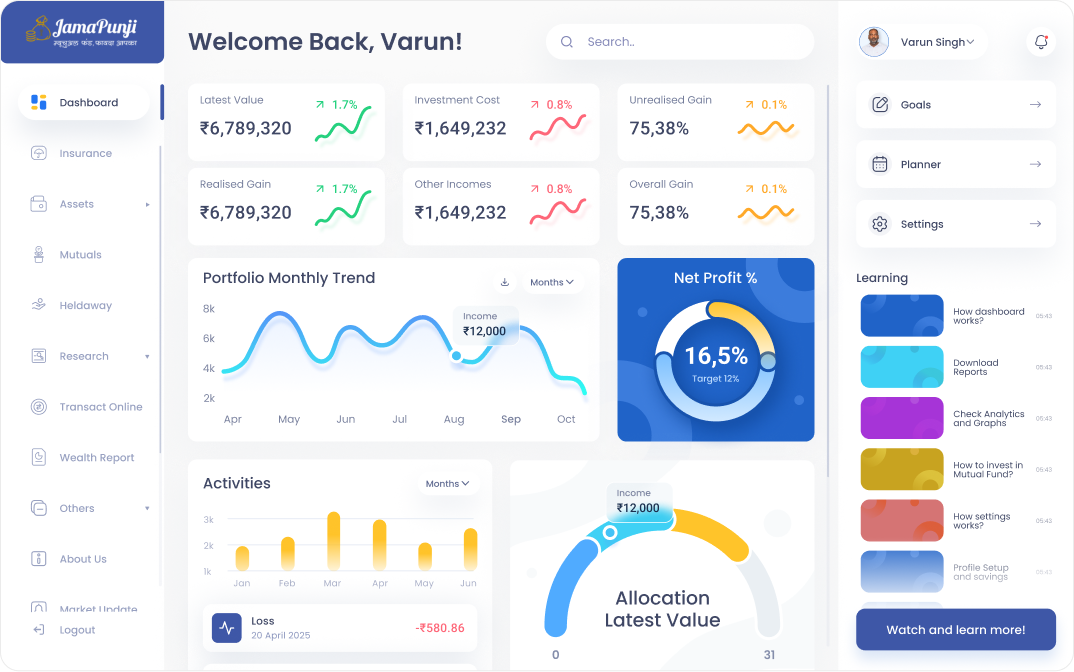 JamaPunji
म्युचुअल फंड, फायदा आपका
Dashboard
Insurance
Assets
Mutuals
Heldaway
Research
Transact Online
Wealth Report
Others
About Us
Market Update
Logout
Welcome Back, Varun!
Search..
Latest Value
1.7%
₹6,789,320
Investment Cost
0.8%
₹1,649,232
Unrealised Gain
0.1%
75,38%
Realised Gain
1.7%
₹6,789,320
Other Incomes
0.8%
₹1,649,232
Overall Gain
0.1%
75,38%
Portfolio Monthly Trend
Months
8k
6k
4k
2k
Income
₹12,000
Apr May Jun Jul Aug Sep Oct
Net Profit %
16,5%
Target 12%
Activities
Months
3k
2k
1k
Jan Feb Mar Apr May Jun
Loss
20 April 2025
-₹580.86
Income
₹12,000
Allocation
Latest Value
0
31
Varun Singh
Goals
Planner
Settings
Learning
How dashboard
works?
05:43
Download
Reports
05:43
Check Analytics
and Graphs
05:43
How to invest in
Mutual Fund?
05:43
How settings
works?
05:43
Profile Setup
and savings
05:43
Watch and learn more!